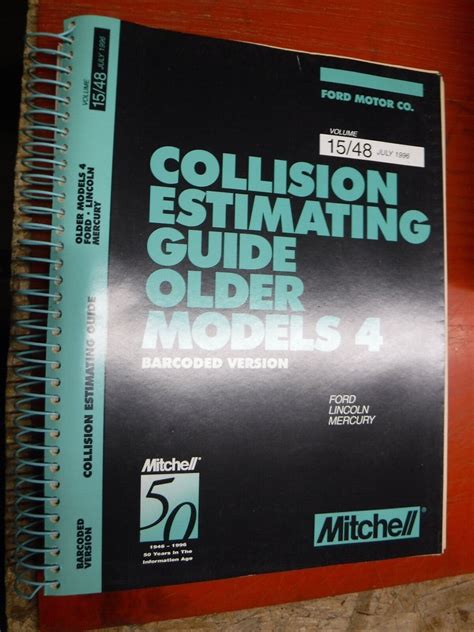 VOLUME
15/48 JULY 1996
OLDER MODELS 4
FORD • LINCOLN
MERCURY
COLLISION ESTIMATING GUIDE
BARCODED
VERSION
FORD MOTOR CO.
VOLUME
15/48 JULY 1996
COLLISION
ESTIMATING
GUIDE
OLDER
MODELS 4
BARCODED VERSION
FORD
LINCOLN
MERCURY
Mitchell
50
1946 – 1996
50 Years In The
Information Age
Mitchell